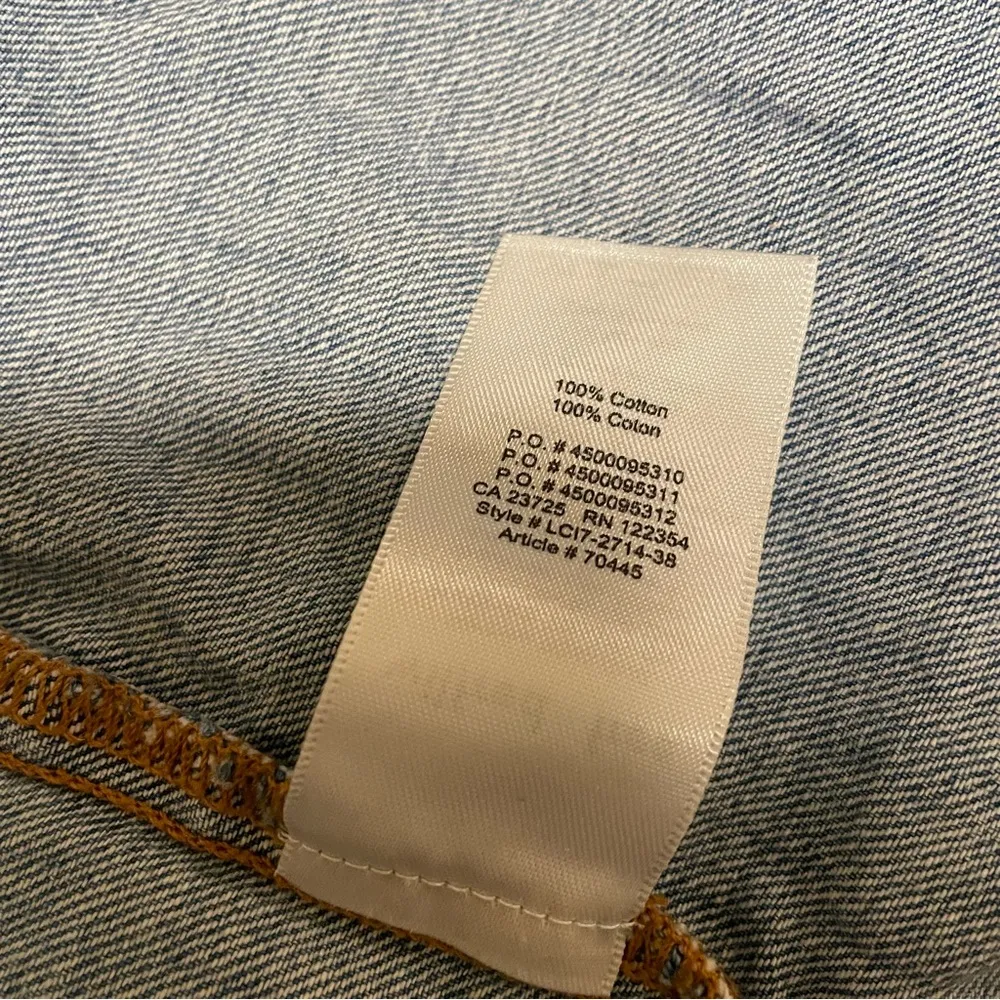 100% Cotton
100% Coton
P.O. # 4500095310
P.O. # 4500095311
P.O. # 4500095312
CA 23725 RN 122354
Style # LCI7-2714-38
Article # 70445